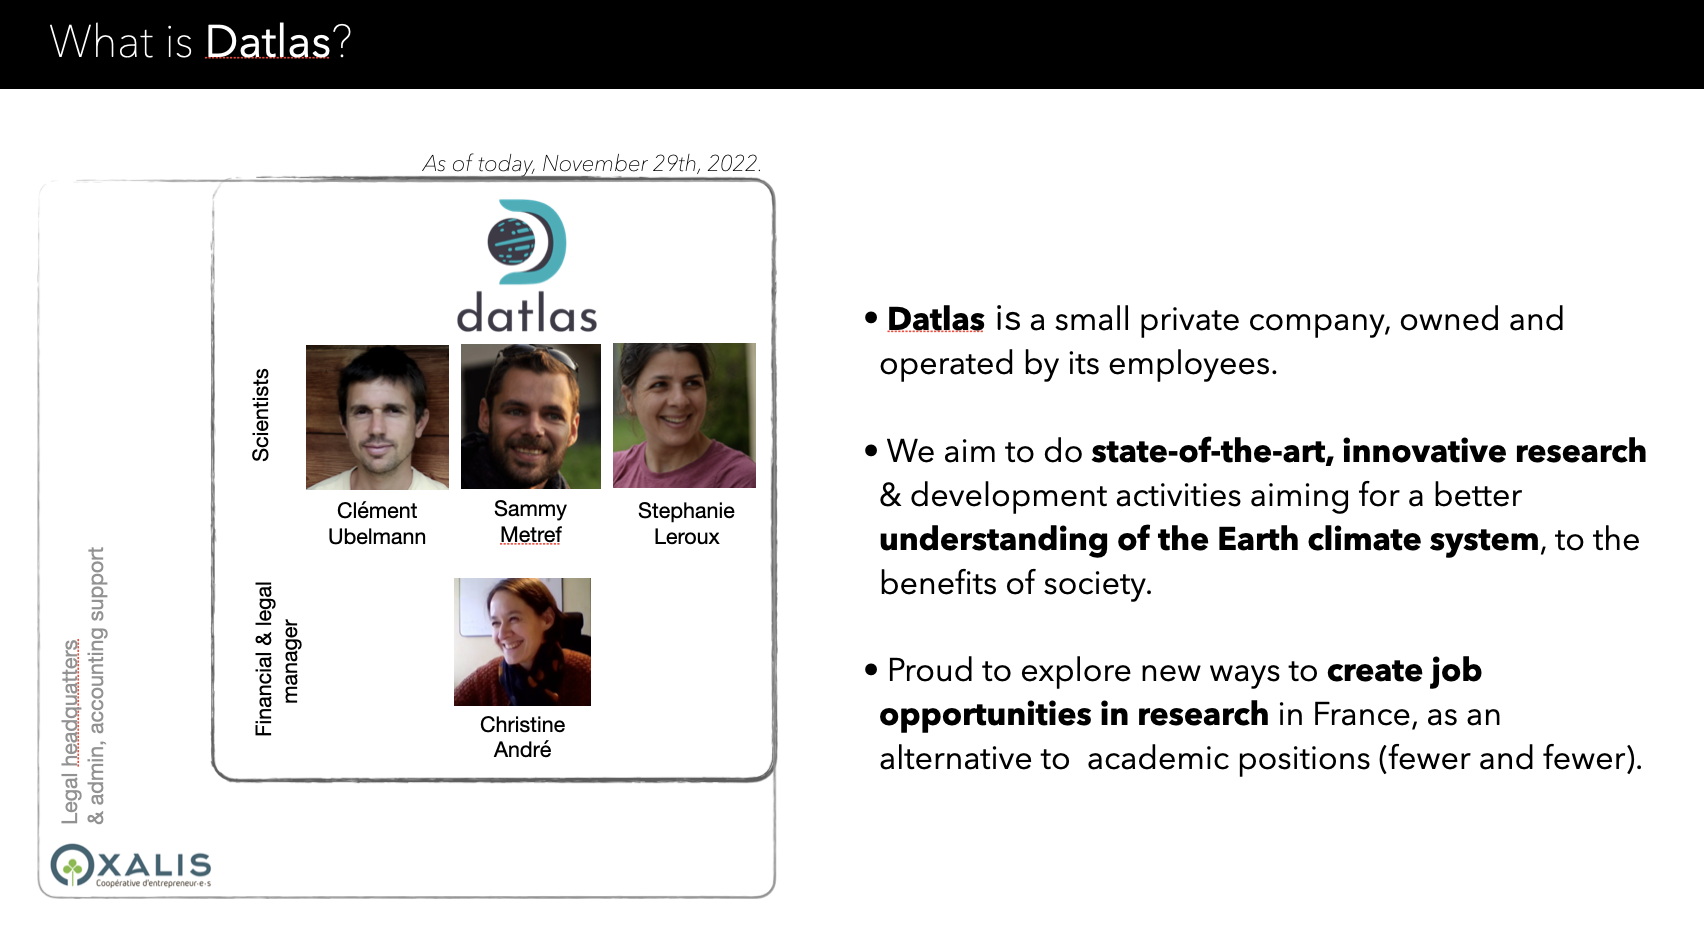 What is Datlas?
As of today, November 29th, 2022.
datlas
Scientists
Clément
Ubelmann
Sammy
Metref
Stephanie
Leroux
Financial & legal
manager
Christine
André
Legal headquatters
& admin, accounting support
OXALIS
Coopérative d'entrepreneur·e·s
• Datlas is a small private company, owned and
operated by its employees.
• We aim to do state-of-the-art, innovative research
& development activities aiming for a better
understanding of the Earth climate system, to the
benefits of society.
• Proud to explore new ways to create job
opportunities in research in France, as an
alternative to  academic positions (fewer and fewer).